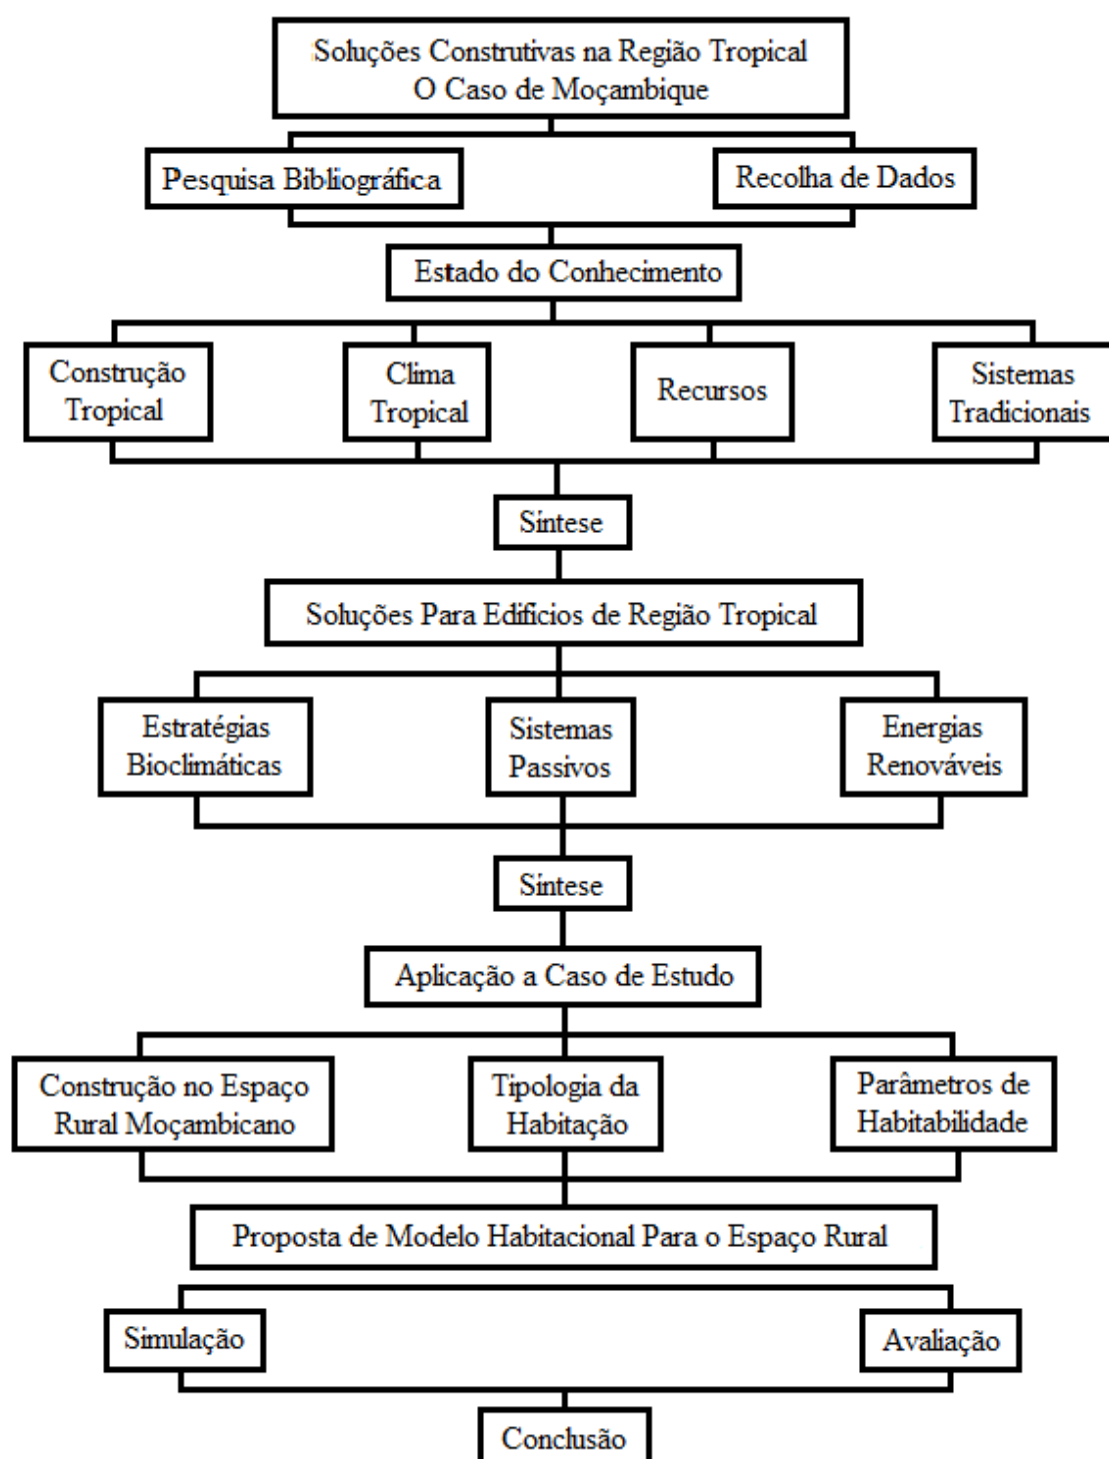 Soluções Construtivas na Região Tropical
O Caso de Moçambique
Pesquisa Bibliográfica
Recolha de Dados
Estado do Conhecimento
Construção
Tropical
Clima
Tropical
Recursos
Sistemas
Tradicionais
Síntese
Soluções Para Edifícios de Região Tropical
Estratégias
Bioclimáticas
Sistemas
Passivos
Energias
Renováveis
Síntese
Aplicação a Caso de Estudo
Construção no Espaço
Rural Moçambicano
Tipologia da
Habitação
Parâmetros de
Habitabilidade
Proposta de Modelo Habitacional Para o Espaço Rural
Simulação
Avaliação
Conclusão